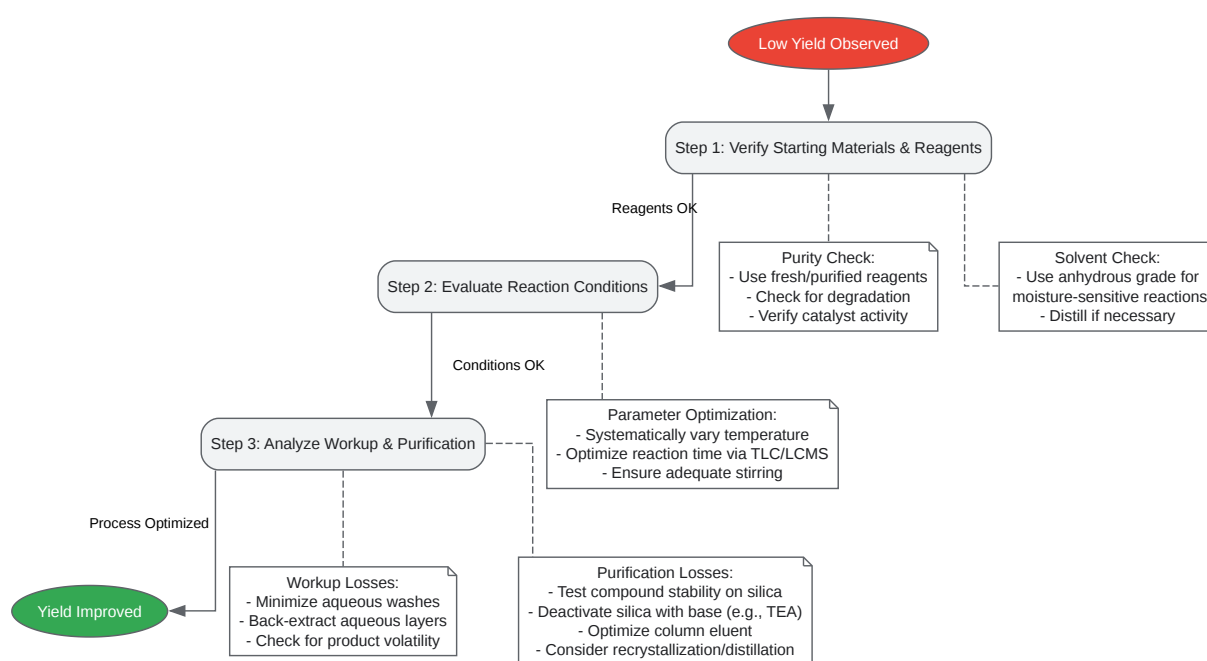 Low Yield Observed
Step 1: Verify Starting Materials & Reagents
Reagents OK
Purity Check:
- Use fresh/purified reagents
- Check for degradation
- Verify catalyst activity
Solvent Check:
- Use anhydrous grade for
moisture-sensitive reactions
- Distill if necessary
Step 2: Evaluate Reaction Conditions
Conditions OK
Parameter Optimization:
- Systematically vary temperature
- Optimize reaction time via TLC/LCMS
- Ensure adequate stirring
Step 3: Analyze Workup & Purification
Process Optimized
Workup Losses:
- Minimize aqueous washes
- Back-extract aqueous layers
- Check for product volatility
Purification Losses:
- Test compound stability on silica
- Deactivate silica with base (e.g., TEA)
- Optimize column eluent
- Consider recrystallization/distillation
Yield Improved